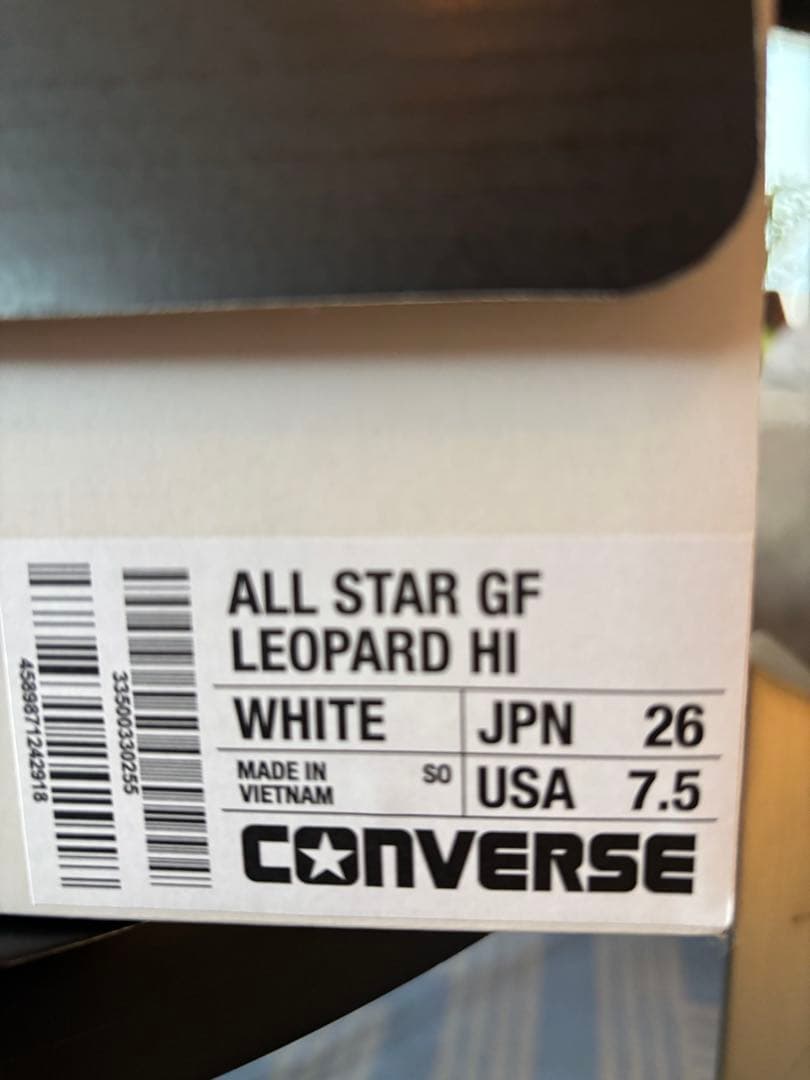 ALL STAR GF
LEOPARD HI
WHITE JPN 26
MADE IN
VIETNAM
SO
USA 7.5
CONVERSE
4589871242918
33500330255